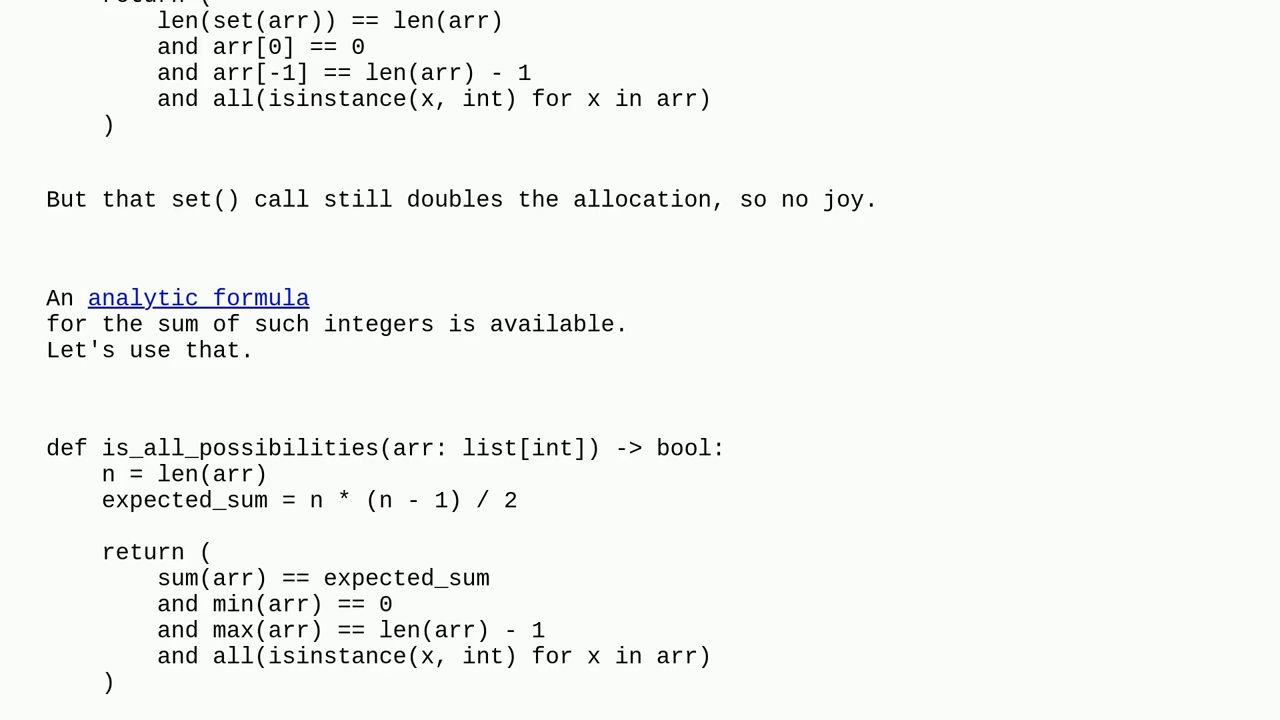 return (
        len(set(arr)) == len(arr)
        and arr[0] == 0
        and arr[-1] == len(arr) - 1
        and all(isinstance(x, int) for x in arr)
    )
But that set() call still doubles the allocation, so no joy.
An analytic formula
for the sum of such integers is available.
Let's use that.
def is_all_possibilities(arr: list[int]) -> bool:
    n = len(arr)
    expected_sum = n * (n - 1) / 2
    return (
        sum(arr) == expected_sum
        and min(arr) == 0
        and max(arr) == len(arr) - 1
        and all(isinstance(x, int) for x in arr)
    )